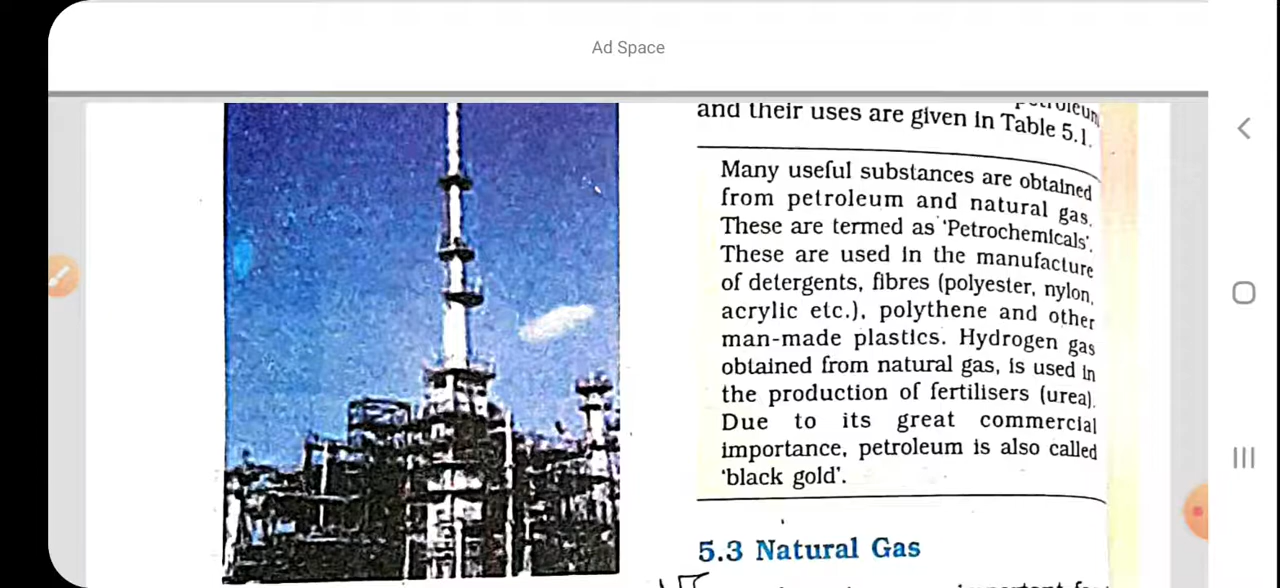 Ad Space
petroleum
and their uses are given in Table 5.1.
Many useful substances are obtained
from petroleum and natural gas.
These are termed as 'Petrochemicals'.
These are used in the manufacture
of detergents, fibres (polyester, nylon,
acrylic etc.), polythene and other
man-made plastics. Hydrogen gas
obtained from natural gas, is used in
the production of fertilisers (urea).
Due to its great commercial
importance, petroleum is also called
'black gold'.
5.3 Natural Gas